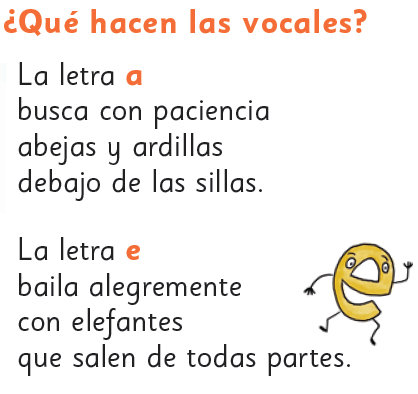 ¿Qué hacen las vocales?
La letra a
busca con paciencia
abejas y ardillas
debajo de las sillas.
La letra e
baila alegremente
con elefantes
que salen de todas partes.